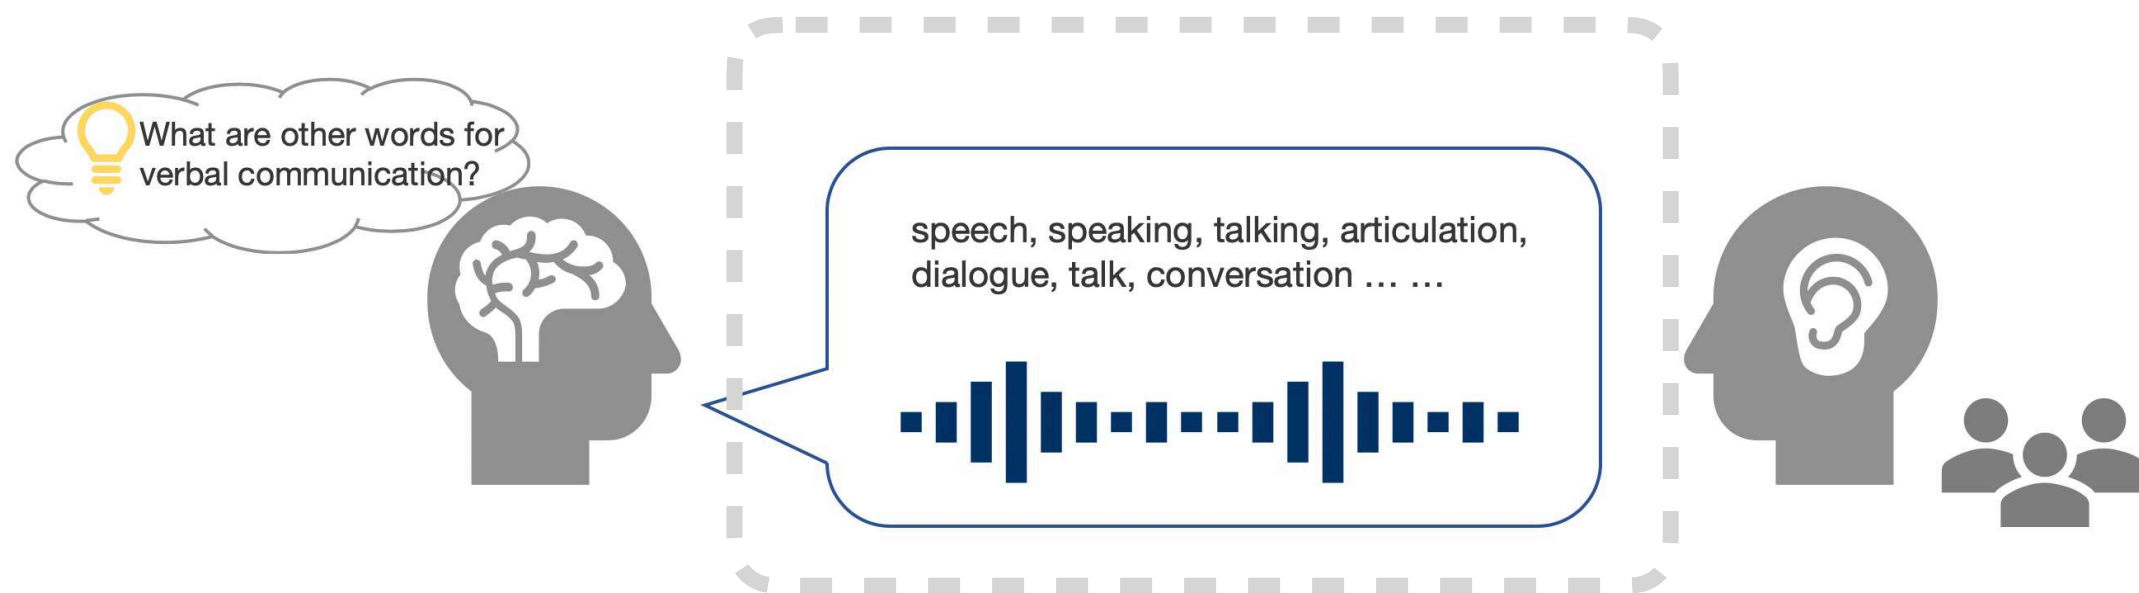 What are other words for
verbal communication?
speech, speaking, talking, articulation,
dialogue, talk, conversation ... ...